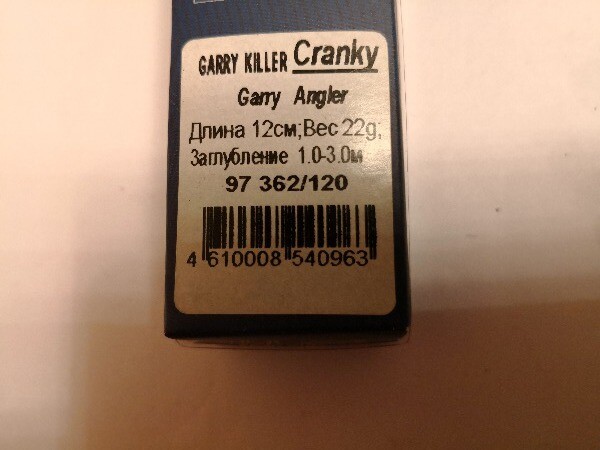 GARRY KILLER Cranky
Garry Angler
Длина 12см;Вес 22g;
Заглубление 1.0-3.0м
97 362/120
4 610008 540963